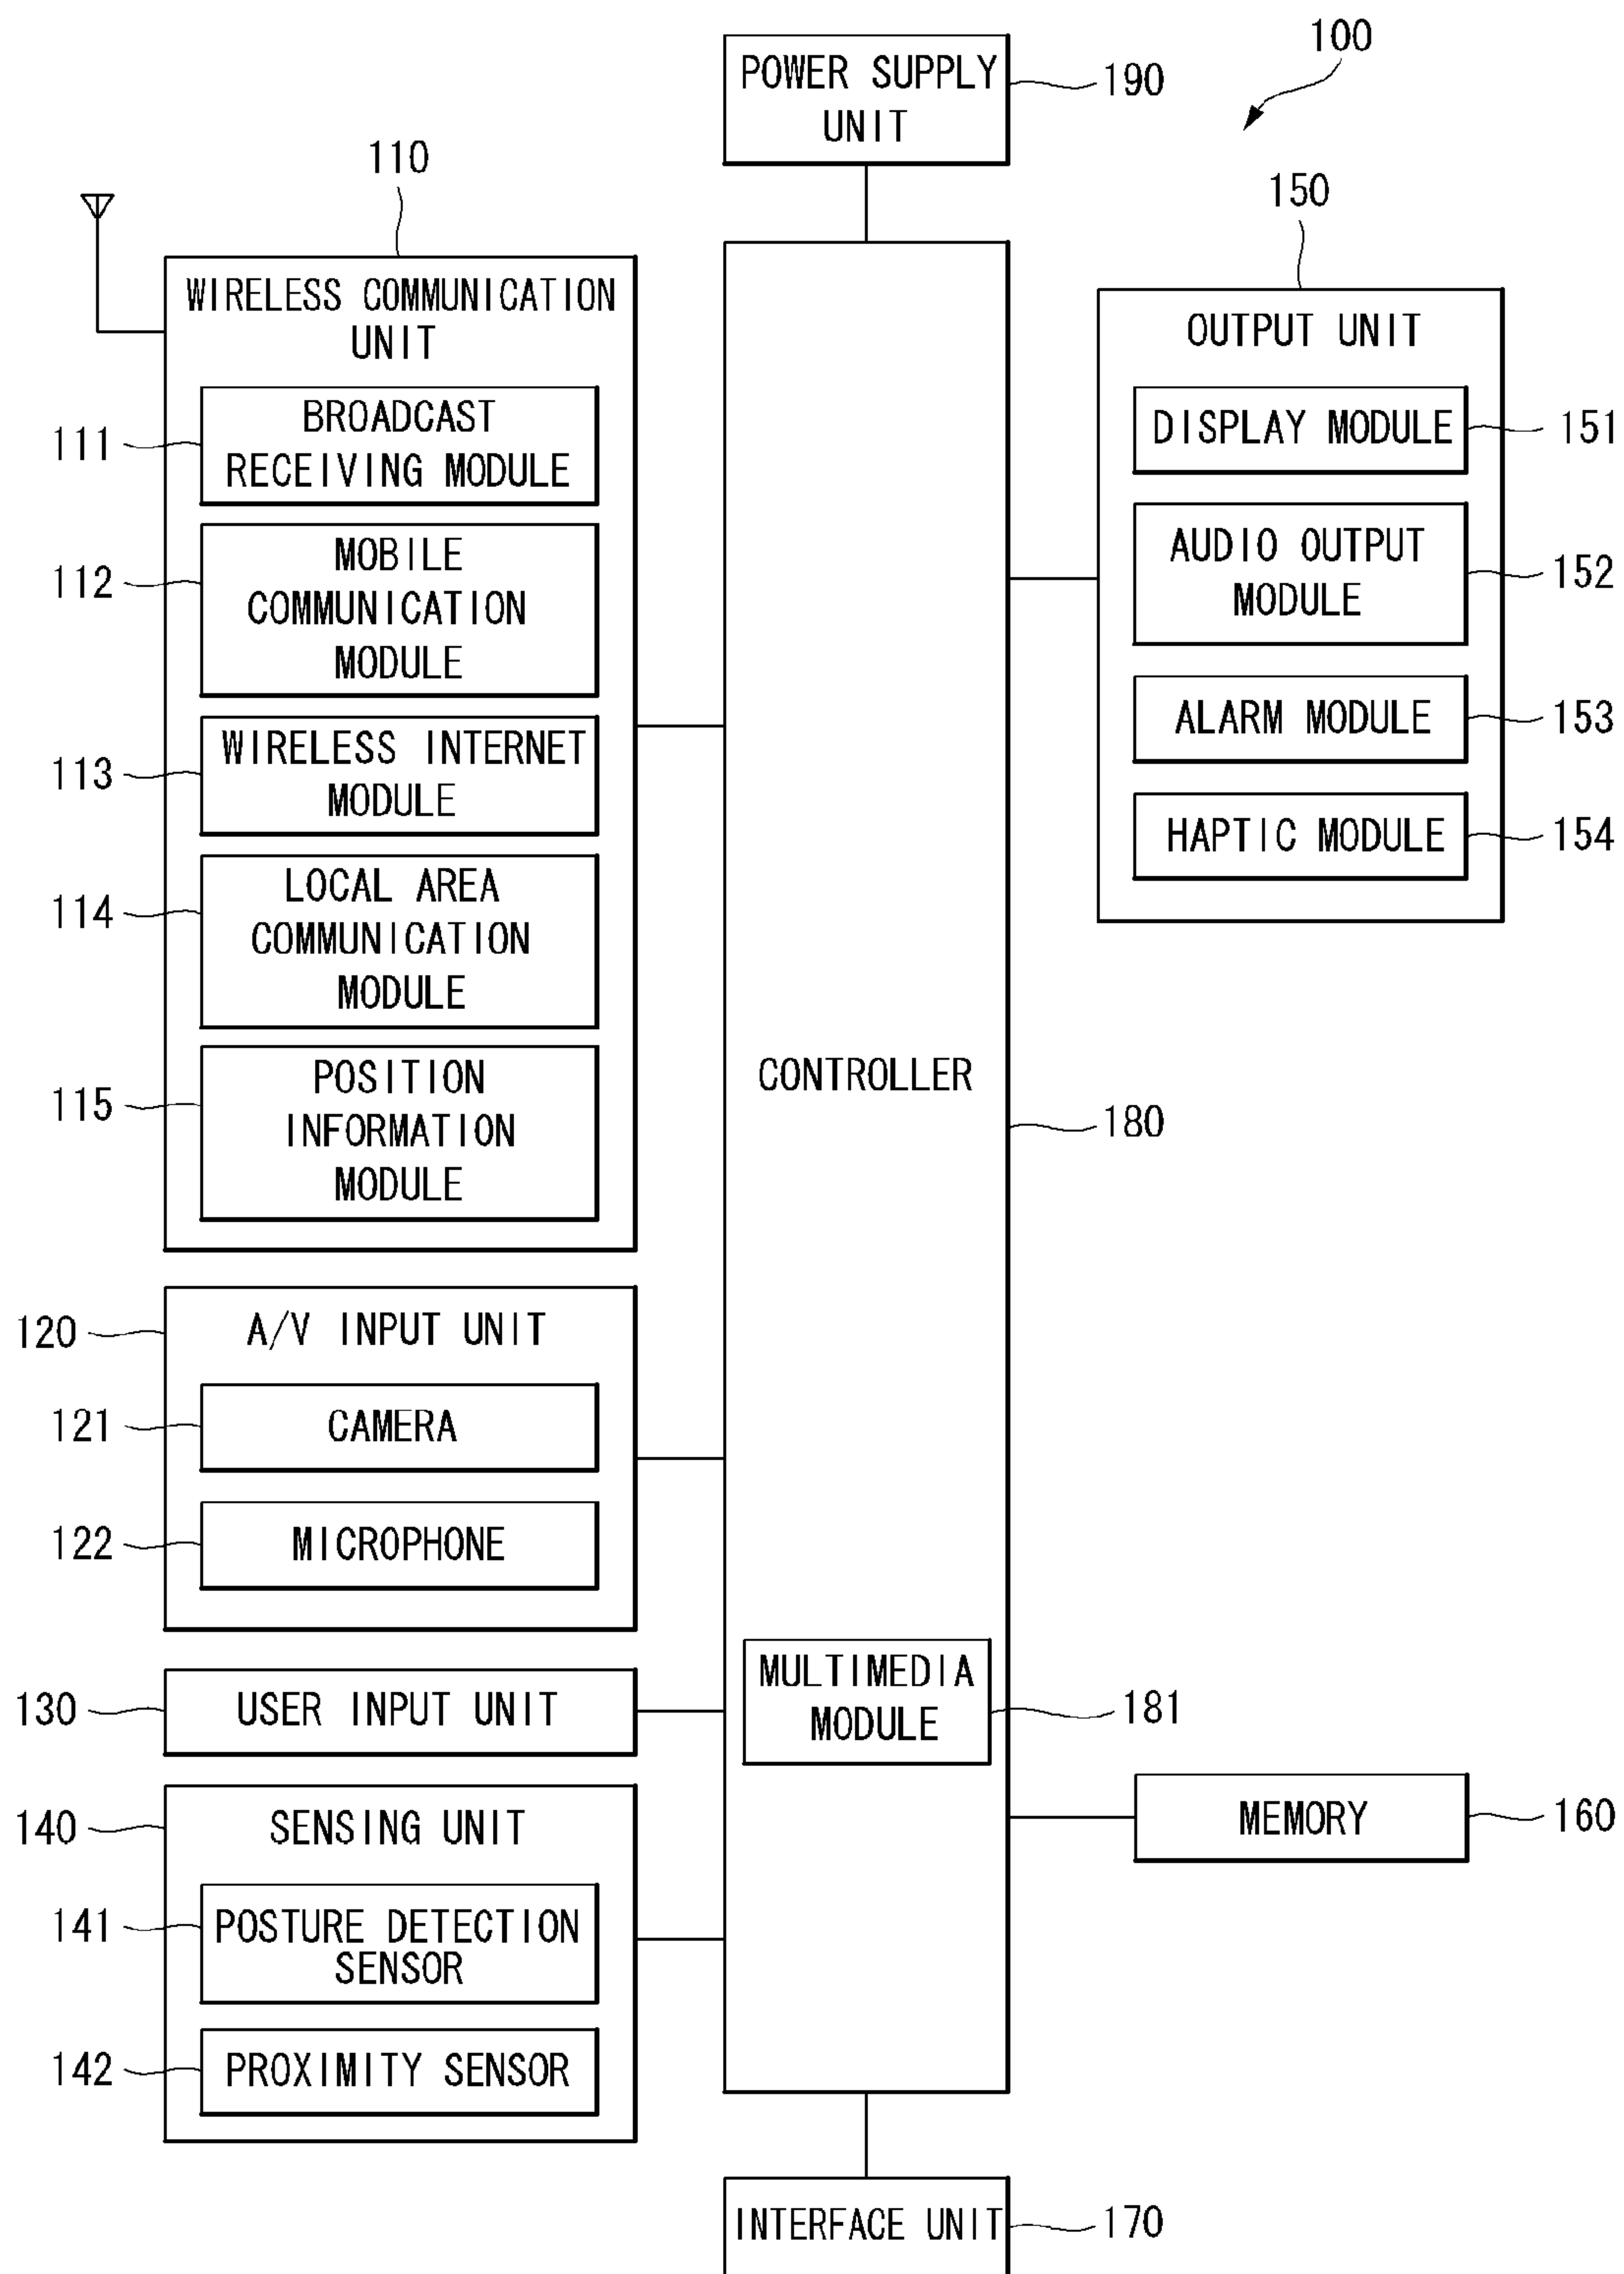 100
POWER SUPPLY
UNIT
190
110
150
WIRELESS COMMUNICATION
UNIT
111
BROADCAST
RECEIVING MODULE
112
MOBILE
COMMUNICATION
MODULE
113
WIRELESS INTERNET
MODULE
114
LOCAL AREA
COMMUNICATION
MODULE
115
POSITION
INFORMATION
MODULE
OUTPUT UNIT
DISPLAY MODULE
151
AUDIO OUTPUT
MODULE
152
ALARM MODULE
153
HAPTIC MODULE
154
CONTROLLER
180
120
A/V INPUT UNIT
121
CAMERA
122
MICROPHONE
130
USER INPUT UNIT
MULTIMEDIA
MODULE
181
140
SENSING UNIT
141
POSTURE DETECTION
SENSOR
142
PROXIMITY SENSOR
MEMORY
160
INTERFACE UNIT
170